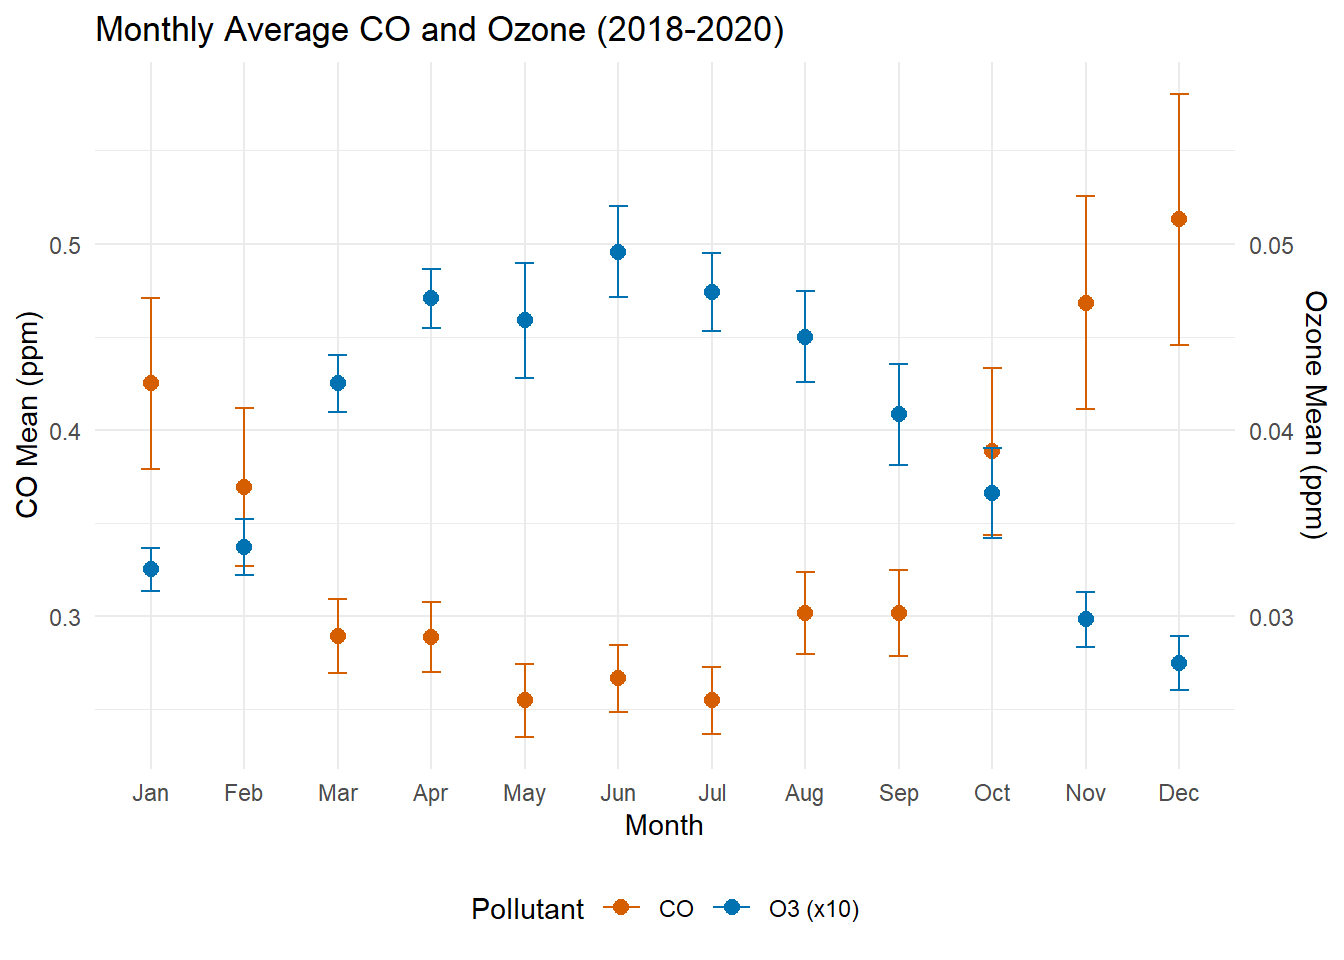 Monthly Average CO and Ozone (2018-2020)
CO Mean (ppm)
0.5
0.4
0.3
0.05
0.04
0.03
Ozone Mean (ppm)
Jan Feb Mar Apr May Jun Jul Aug Sep Oct Nov Dec
Month
Pollutant CO O3 (x10)